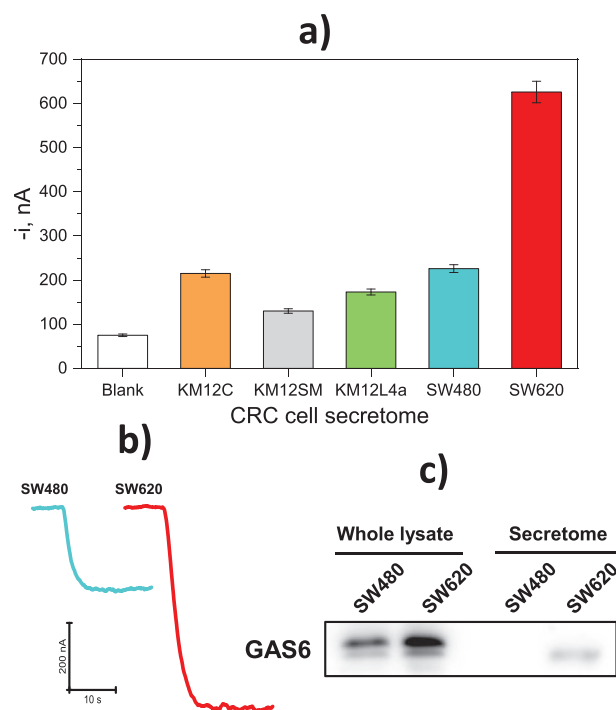 a)
700
600
500
400
300
200
100
0
-i, nA
Blank KM12C KM12SM KM12L4a SW480 SW620
CRC cell secretome
b)
SW480 SW620
200 nA
10 s
c)
Whole lysate Secretome
SW480 SW620 SW480 SW620
GAS6